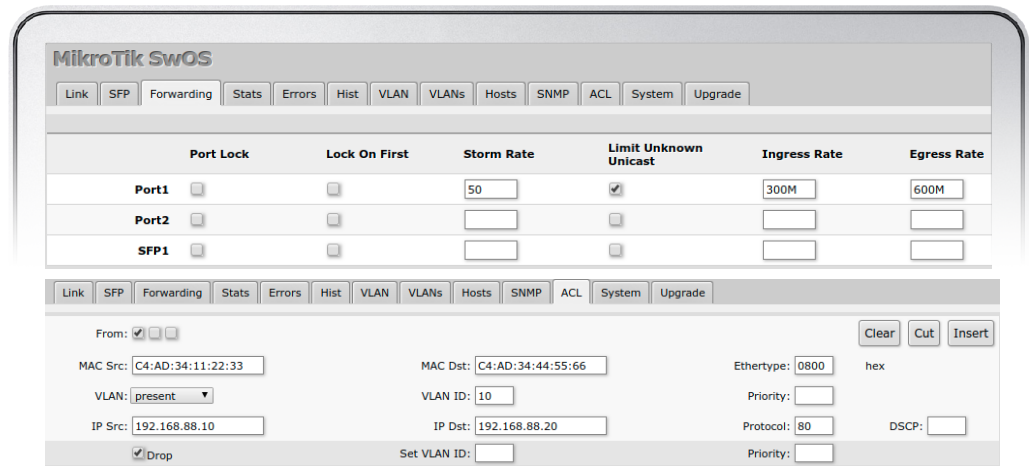 MikroTik SwOS
Link SFP Forwarding Stats Errors Hist VLAN VLANs Hosts SNMP ACL System Upgrade
Port Lock Lock On First Storm Rate Limit Unknown Unicast Ingress Rate Egress Rate
Port1 50 300M 600M
Port2
SFP1
Link SFP Forwarding Stats Errors Hist VLAN VLANs Hosts SNMP ACL System Upgrade
From: Clear Cut Insert
MAC Src: C4:AD:34:11:22:33 MAC Dst: C4:AD:34:44:55:66 Ethertype: 0800 hex
VLAN: present VLAN ID: 10 Priority:
IP Src: 192.168.88.10 IP Dst: 192.168.88.20 Protocol: 80 DSCP:
Drop Set VLAN ID: Priority: